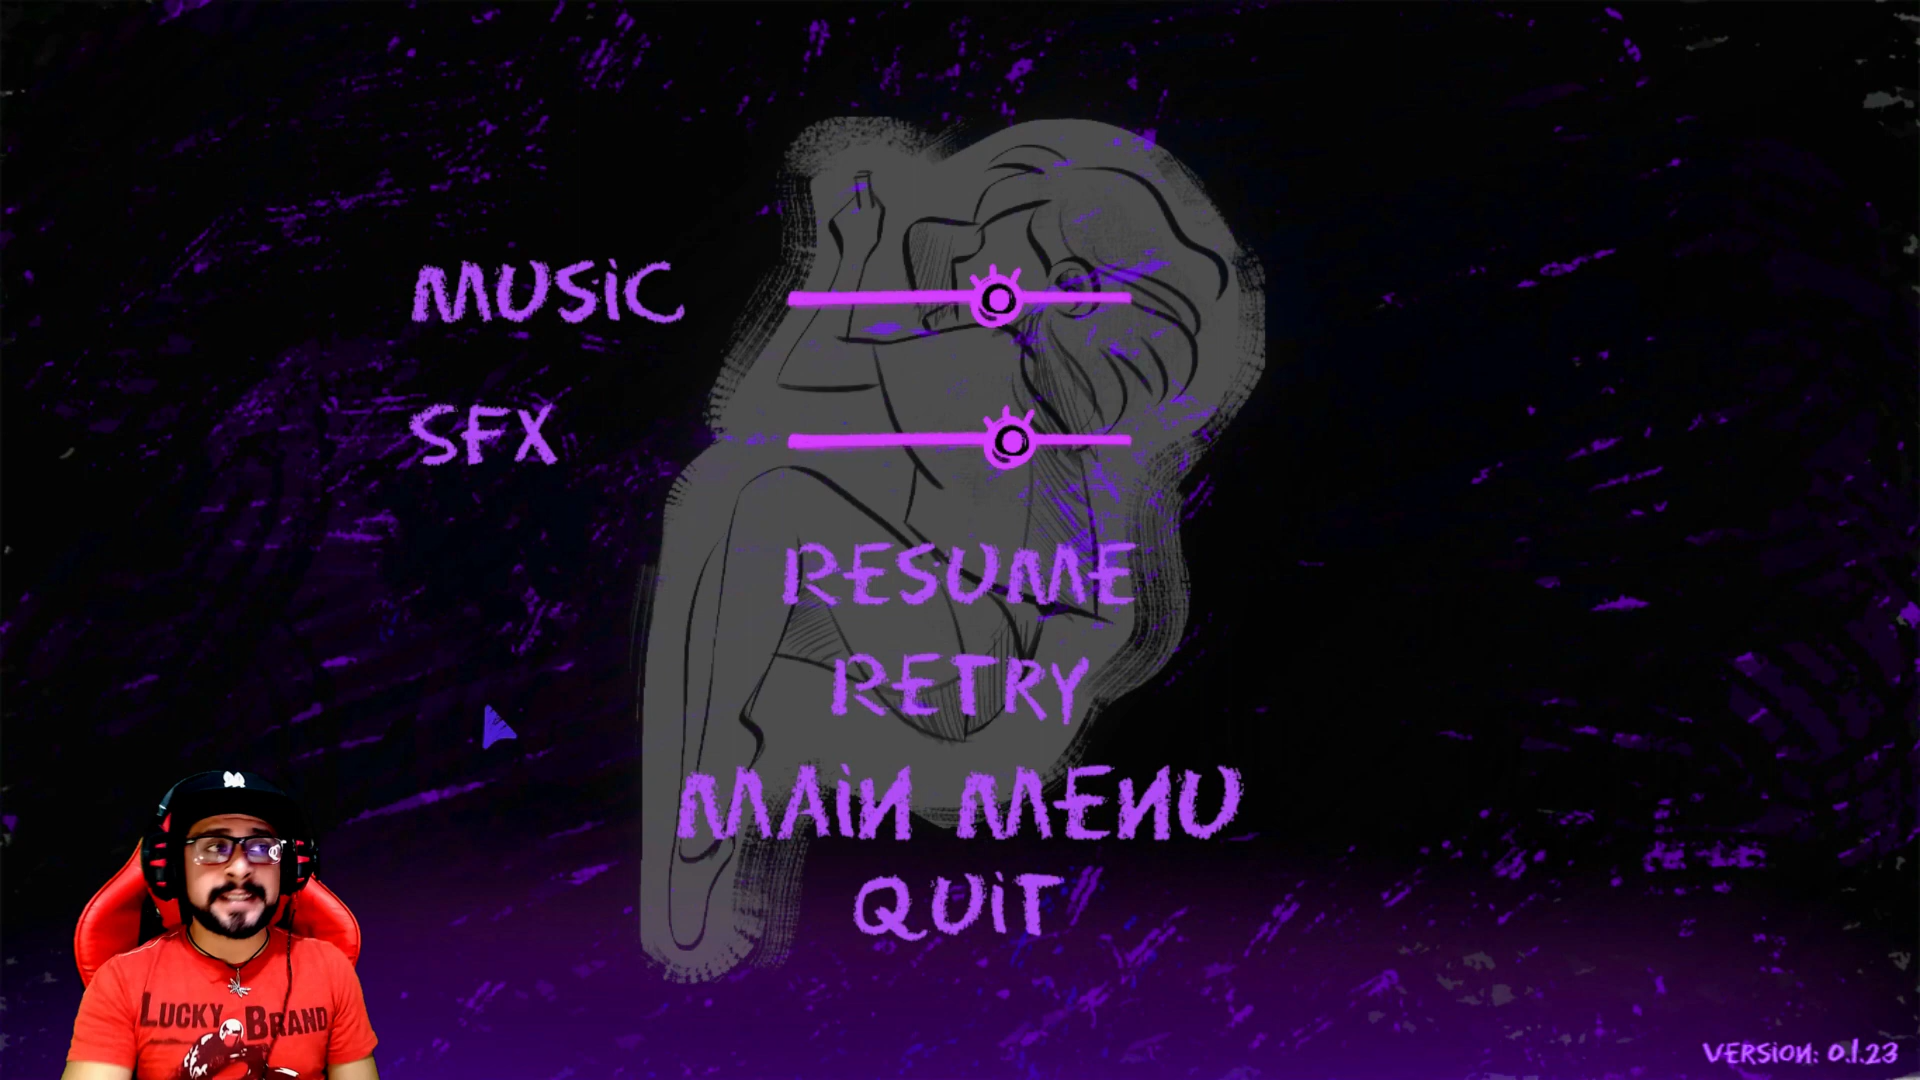 MUSiC
SFX
RESUME
RETRY
MAiN MENU
QUiT
LUCKY BRAND
VERSiON: 0.1.23